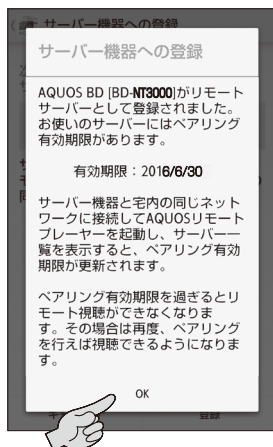 サーバー機器への登録
サーバー機器への登録
AQUOS BD [BD-NT3000]がリモート
サーバーとして登録されました。
お使いのサーバーにはペアリング
有効期限があります。
有効期限：2016/6/30
サーバー機器と宅内の同じネット
ワークに接続してAQUOSリモート
プレーヤーを起動し、サーバー一
覧を表示すると、ペアリング有効
期限が更新されます。
ペアリング有効期限を過ぎるとリ
モート視聴ができなくなりま
す。その場合は再度、ペアリング
を行えば視聴できるようになりま
す。
OK
登録